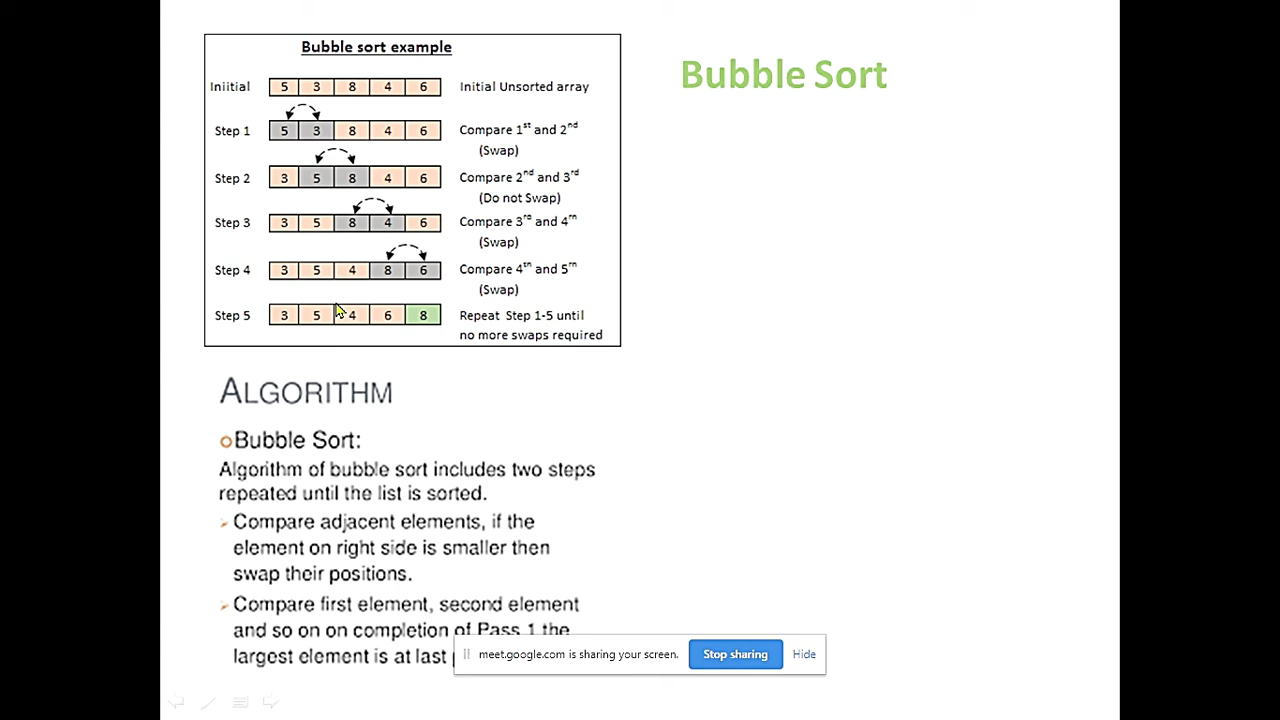 Bubble sort example
Bubble Sort
Iniitial 5 3 8 4 6 Initial Unsorted array
Step 1 5 3 8 4 6 Compare 1st and 2nd
(Swap)
Step 2 3 5 8 4 6 Compare 2nd and 3rd
(Do not Swap)
Step 3 3 5 8 4 6 Compare 3rd and 4th
(Swap)
Step 4 3 5 4 8 6 Compare 4th and 5th
(Swap)
Step 5 3 5 4 6 8 Repeat Step 1-5 until
no more swaps required
ALGORITHM
Bubble Sort:
Algorithm of bubble sort includes two steps
repeated until the list is sorted.
Compare adjacent elements, if the
element on right side is smaller then
swap their positions.
Compare first element, second element
and so on on completion of Pass 1 the
largest element is at last
meet.google.com is sharing your screen. Stop sharing Hide